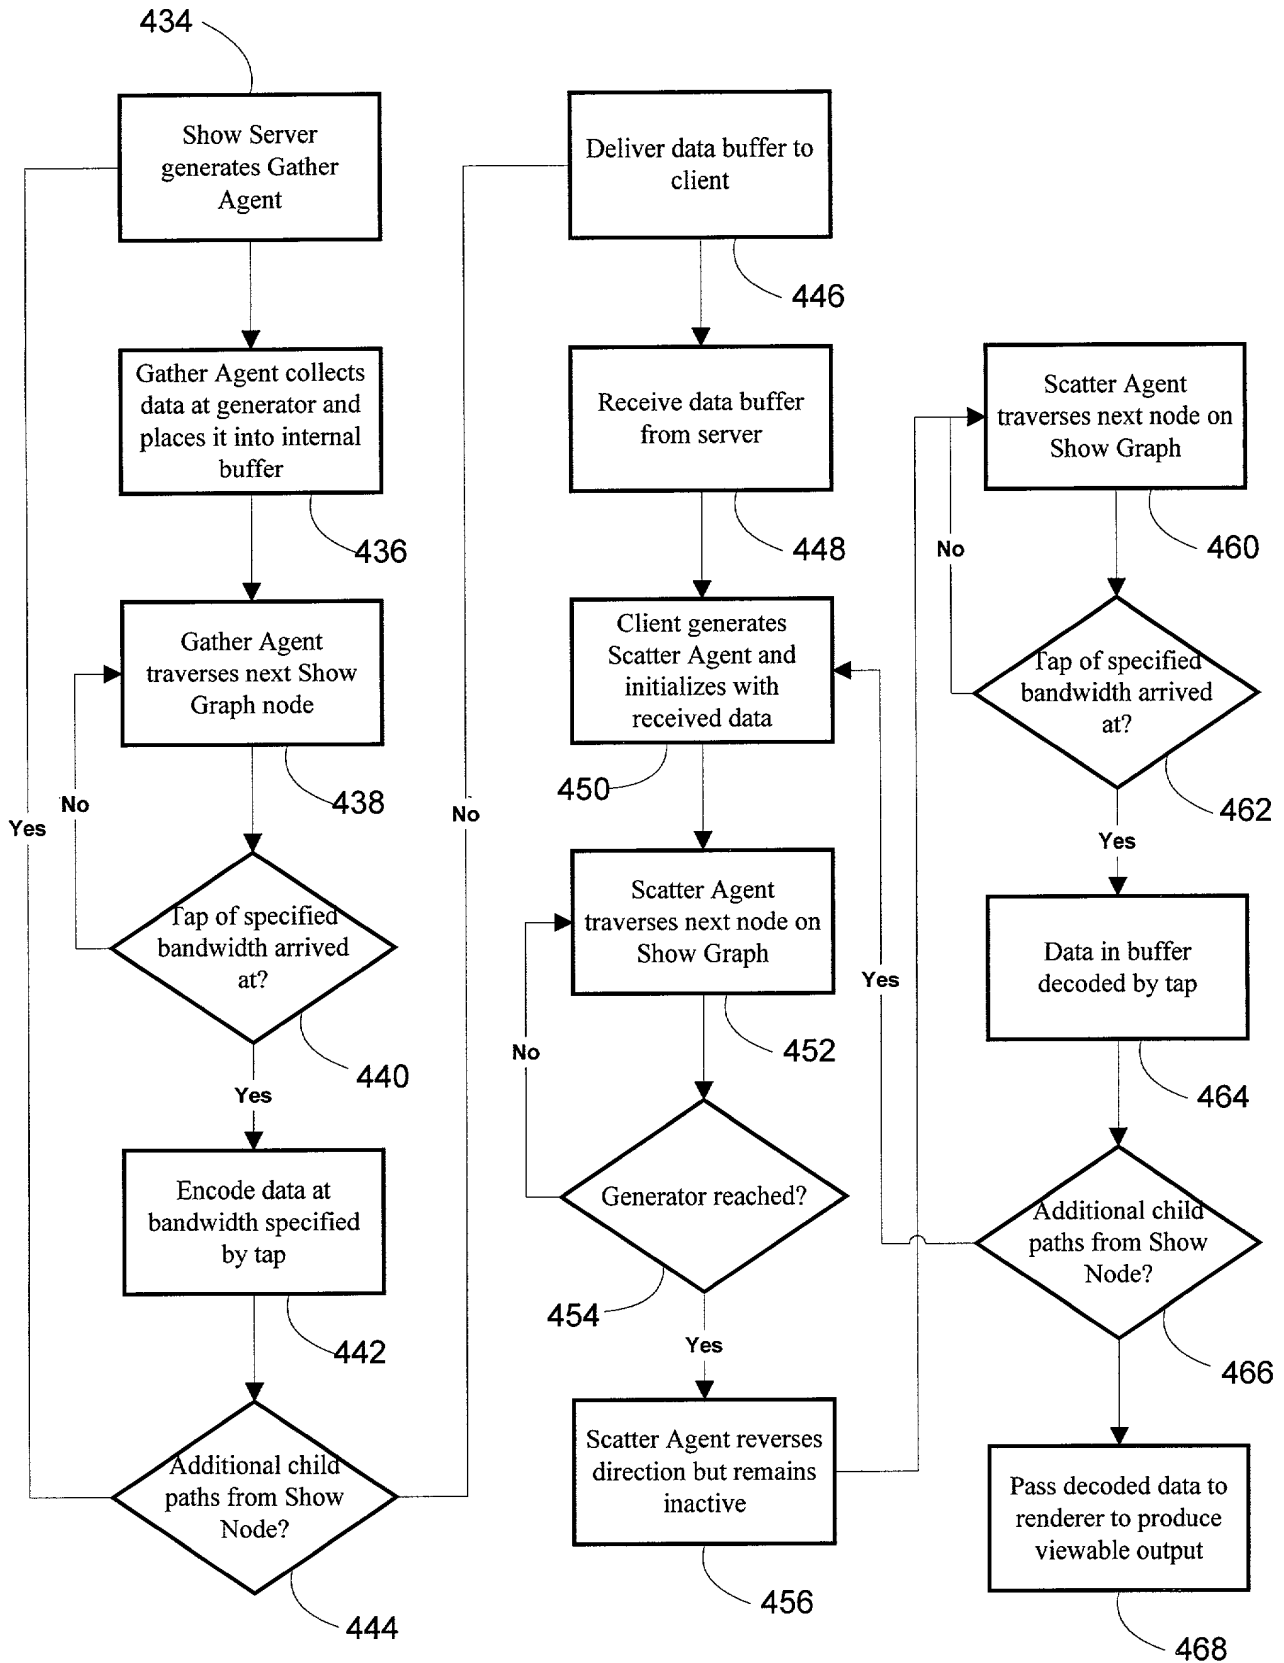 434
Show Server
generates Gather
Agent
Gather Agent collects
data at generator and
places it into internal
buffer
436
Gather Agent
traverses next Show
Graph node
438
No
Yes
Tap of specified
bandwidth arrived
at?
440
Yes
Encode data at
bandwidth specified
by tap
442
Additional child
paths from Show
Node?
444
No
Deliver data buffer to
client
446
Receive data buffer
from server
448
Client generates
Scatter Agent and
initializes with
received data
450
Scatter Agent
traverses next node on
Show Graph
452
No
Generator reached?
454
Yes
Scatter Agent reverses
direction but remains
inactive
456
Scatter Agent
traverses next node on
Show Graph
460
No
Tap of specified
bandwidth arrived
at?
462
Yes
Data in buffer
decoded by tap
464
Yes
Additional child
paths from Show
Node?
466
Pass decoded data to
renderer to produce
viewable output
468